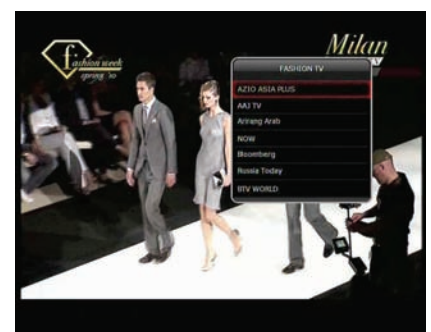 fashion week
spring '10
Milan
AY
FASHION TV
AZIO ASIA PLUS
AAJ TV
Arirang Arab
NOW
Bloomberg
Russia Today
BTV WORLD